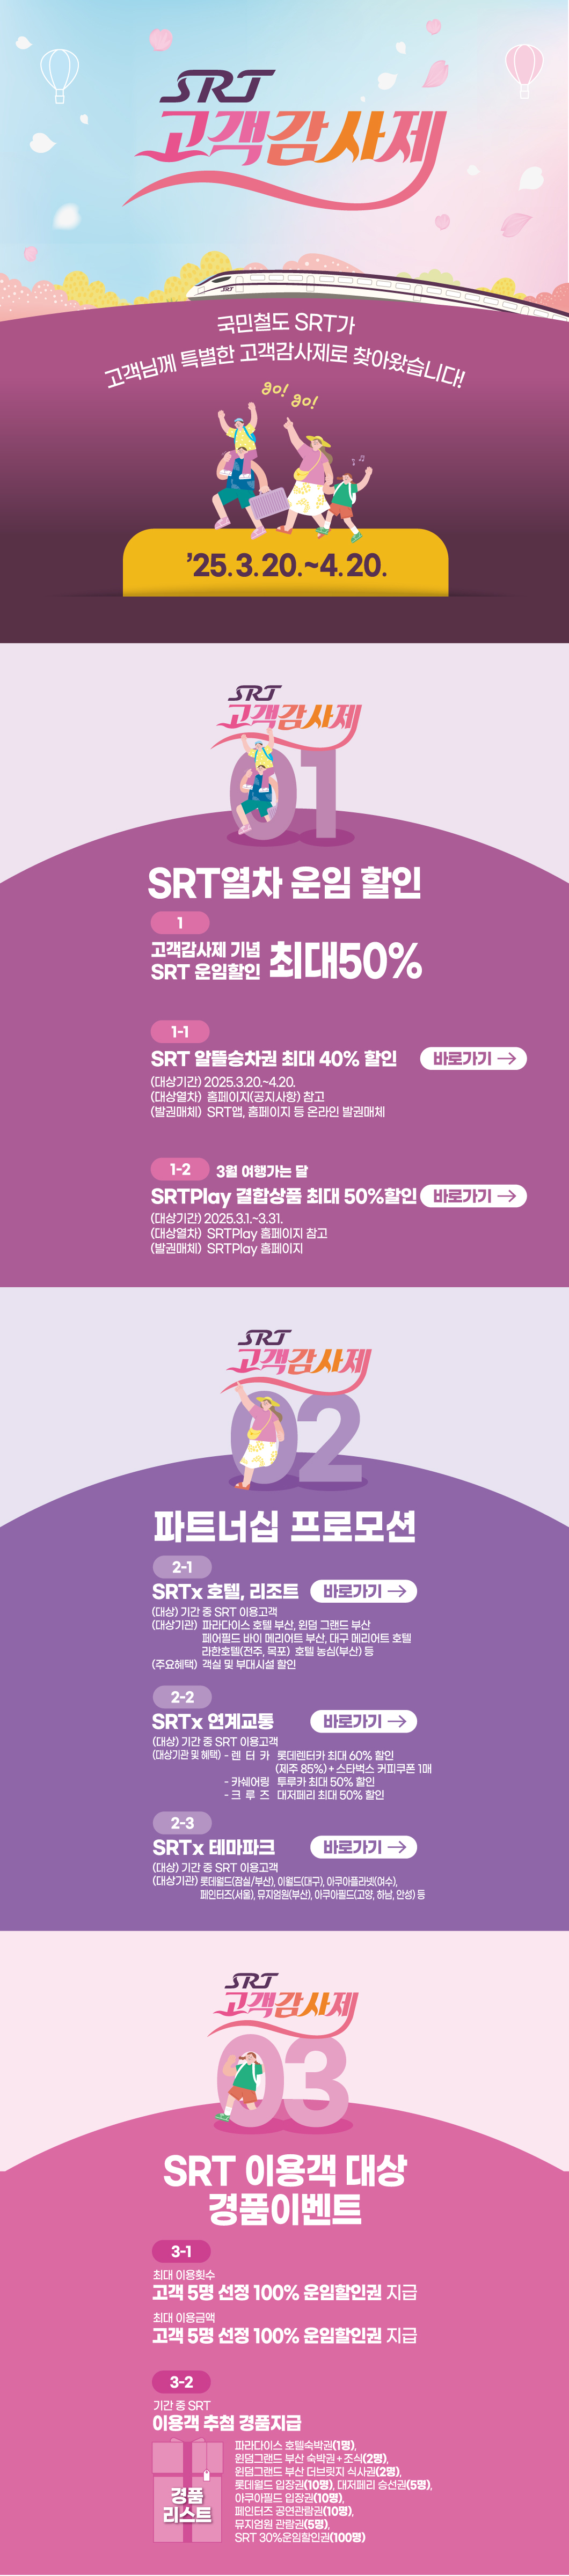 SRT
고객감사제
SRT
국민철도 SRT가
고객님께 특별한 고객감사제로 찾아왔습니다!
go! go!
’25. 3. 20.~4. 20.
SRT
고객감사제
01
SRT열차 운임 할인
1
고객감사제 기념
SRT 운임할인 최대50%
1-1
SRT 알뜰승차권 최대 40% 할인 바로가기 →
(대상기간) 2025.3.20.~4.20.
(대상열차) 홈페이지(공지사항) 참고
(발권매체) SRT앱, 홈페이지 등 온라인 발권매체
1-2 3월 여행가는 달
SRTPlay 결합상품 최대 50%할인 바로가기 →
(대상기간) 2025.3.1.~3.31.
(대상열차) SRTPlay 홈페이지 참고
(발권매체) SRTPlay 홈페이지
SRT
고객감사제
02
파트너십 프로모션
2-1
SRTx 호텔, 리조트 바로가기 →
(대상) 기간 중 SRT 이용고객
(대상기관) 파라다이스 호텔 부산, 윈덤 그랜드 부산
페어필드 바이 메리어트 부산, 대구 메리어트 호텔
라한호텔(전주, 목포) 호텔 농심(부산) 등
(주요혜택) 객실 및 부대시설 할인
2-2
SRTx 연계교통 바로가기 →
(대상) 기간 중 SRT 이용고객
(대상기관 및 혜택) - 렌 터 카 롯데렌터카 최대 60% 할인
(제주 85%) + 스타벅스 커피쿠폰 1매
- 카쉐어링 투루카 최대 50% 할인
- 크 루 즈 대저페리 최대 50% 할인
2-3
SRTx 테마파크 바로가기 →
(대상) 기간 중 SRT 이용고객
(대상기관) 롯데월드(잠실/부산), 이월드(대구), 아쿠아플라넷(여수),
페인터즈(서울), 뮤지엄원(부산), 아쿠아필드(고양, 하남, 안성) 등
SRT
고객감사제
03
SRT 이용객 대상
경품이벤트
3-1
최대 이용횟수
고객 5명 선정 100% 운임할인권 지급
최대 이용금액
고객 5명 선정 100% 운임할인권 지급
3-2
기간 중 SRT
이용객 추첨 경품지급
경품
리스트
파라다이스 호텔숙박권(1명),
윈덤그랜드 부산 숙박권 + 조식(2명),
윈덤그랜드 부산 더브릿지 식사권(2명),
롯데월드 입장권(10명), 대저페리 승선권(5명),
아쿠아필드 입장권(10명),
페인터즈 공연관람권(10명),
뮤지엄원 관람권(5명),
SRT 30%운임할인권(100명)